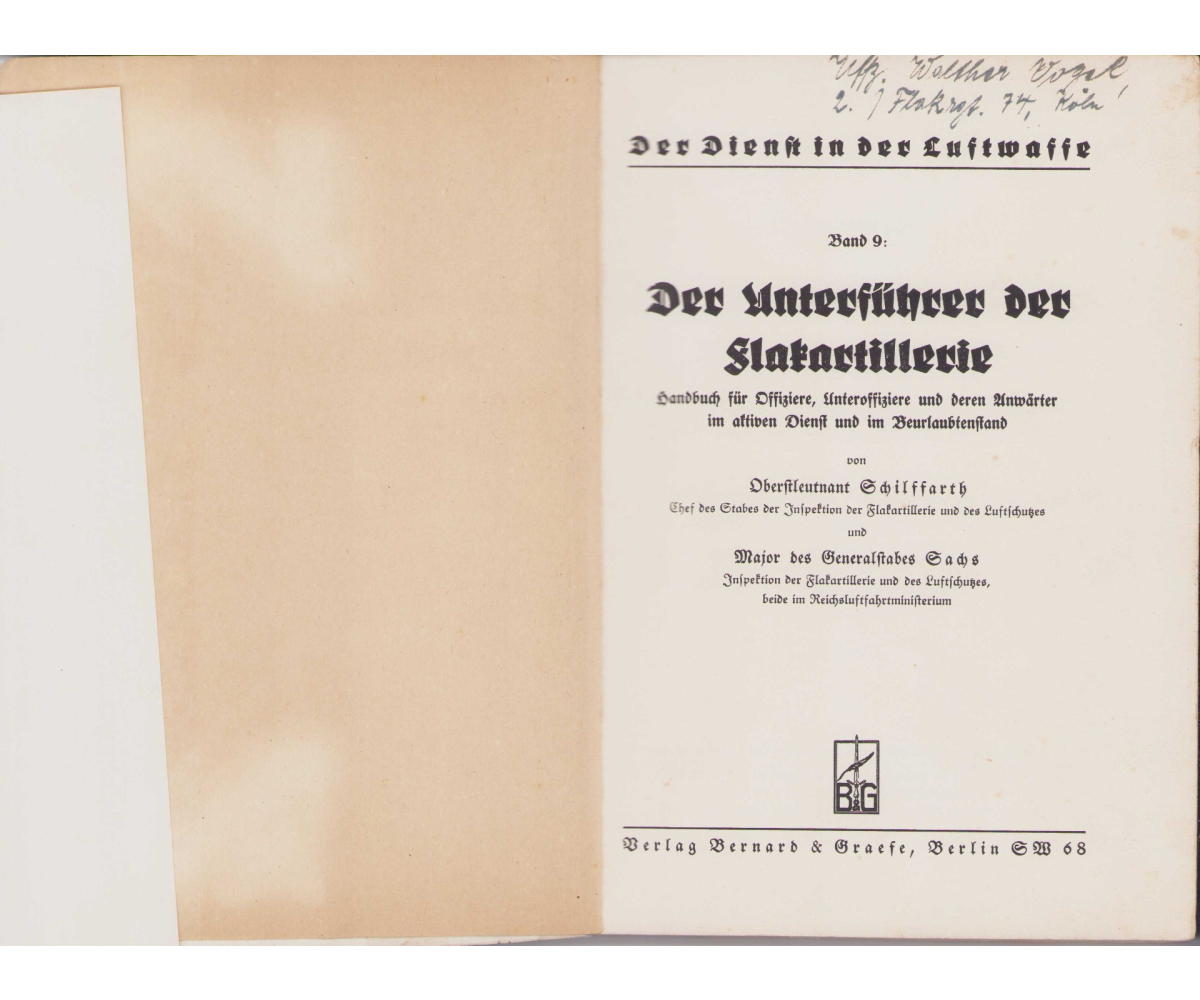 Uffz. Walther Vogel,
2. / Flakrgt. 74, Köln
Der Dienst in der Luftwaffe
Band 9:
Der Unterführer der
Flakartillerie
Handbuch für Offiziere, Unteroffiziere und deren Anwärter
im aktiven Dienst und im Beurlaubtenstand
von
Oberstleutnant Schilffarth
Chef des Stabes der Inspektion der Flakartillerie und des Luftschutzes
und
Major des Generalstabes Sachs
Inspektion der Flakartillerie und des Luftschutzes,
beide im Reichsluftfahrtministerium
B&G
Verlag Bernard & Graefe, Berlin SW 68